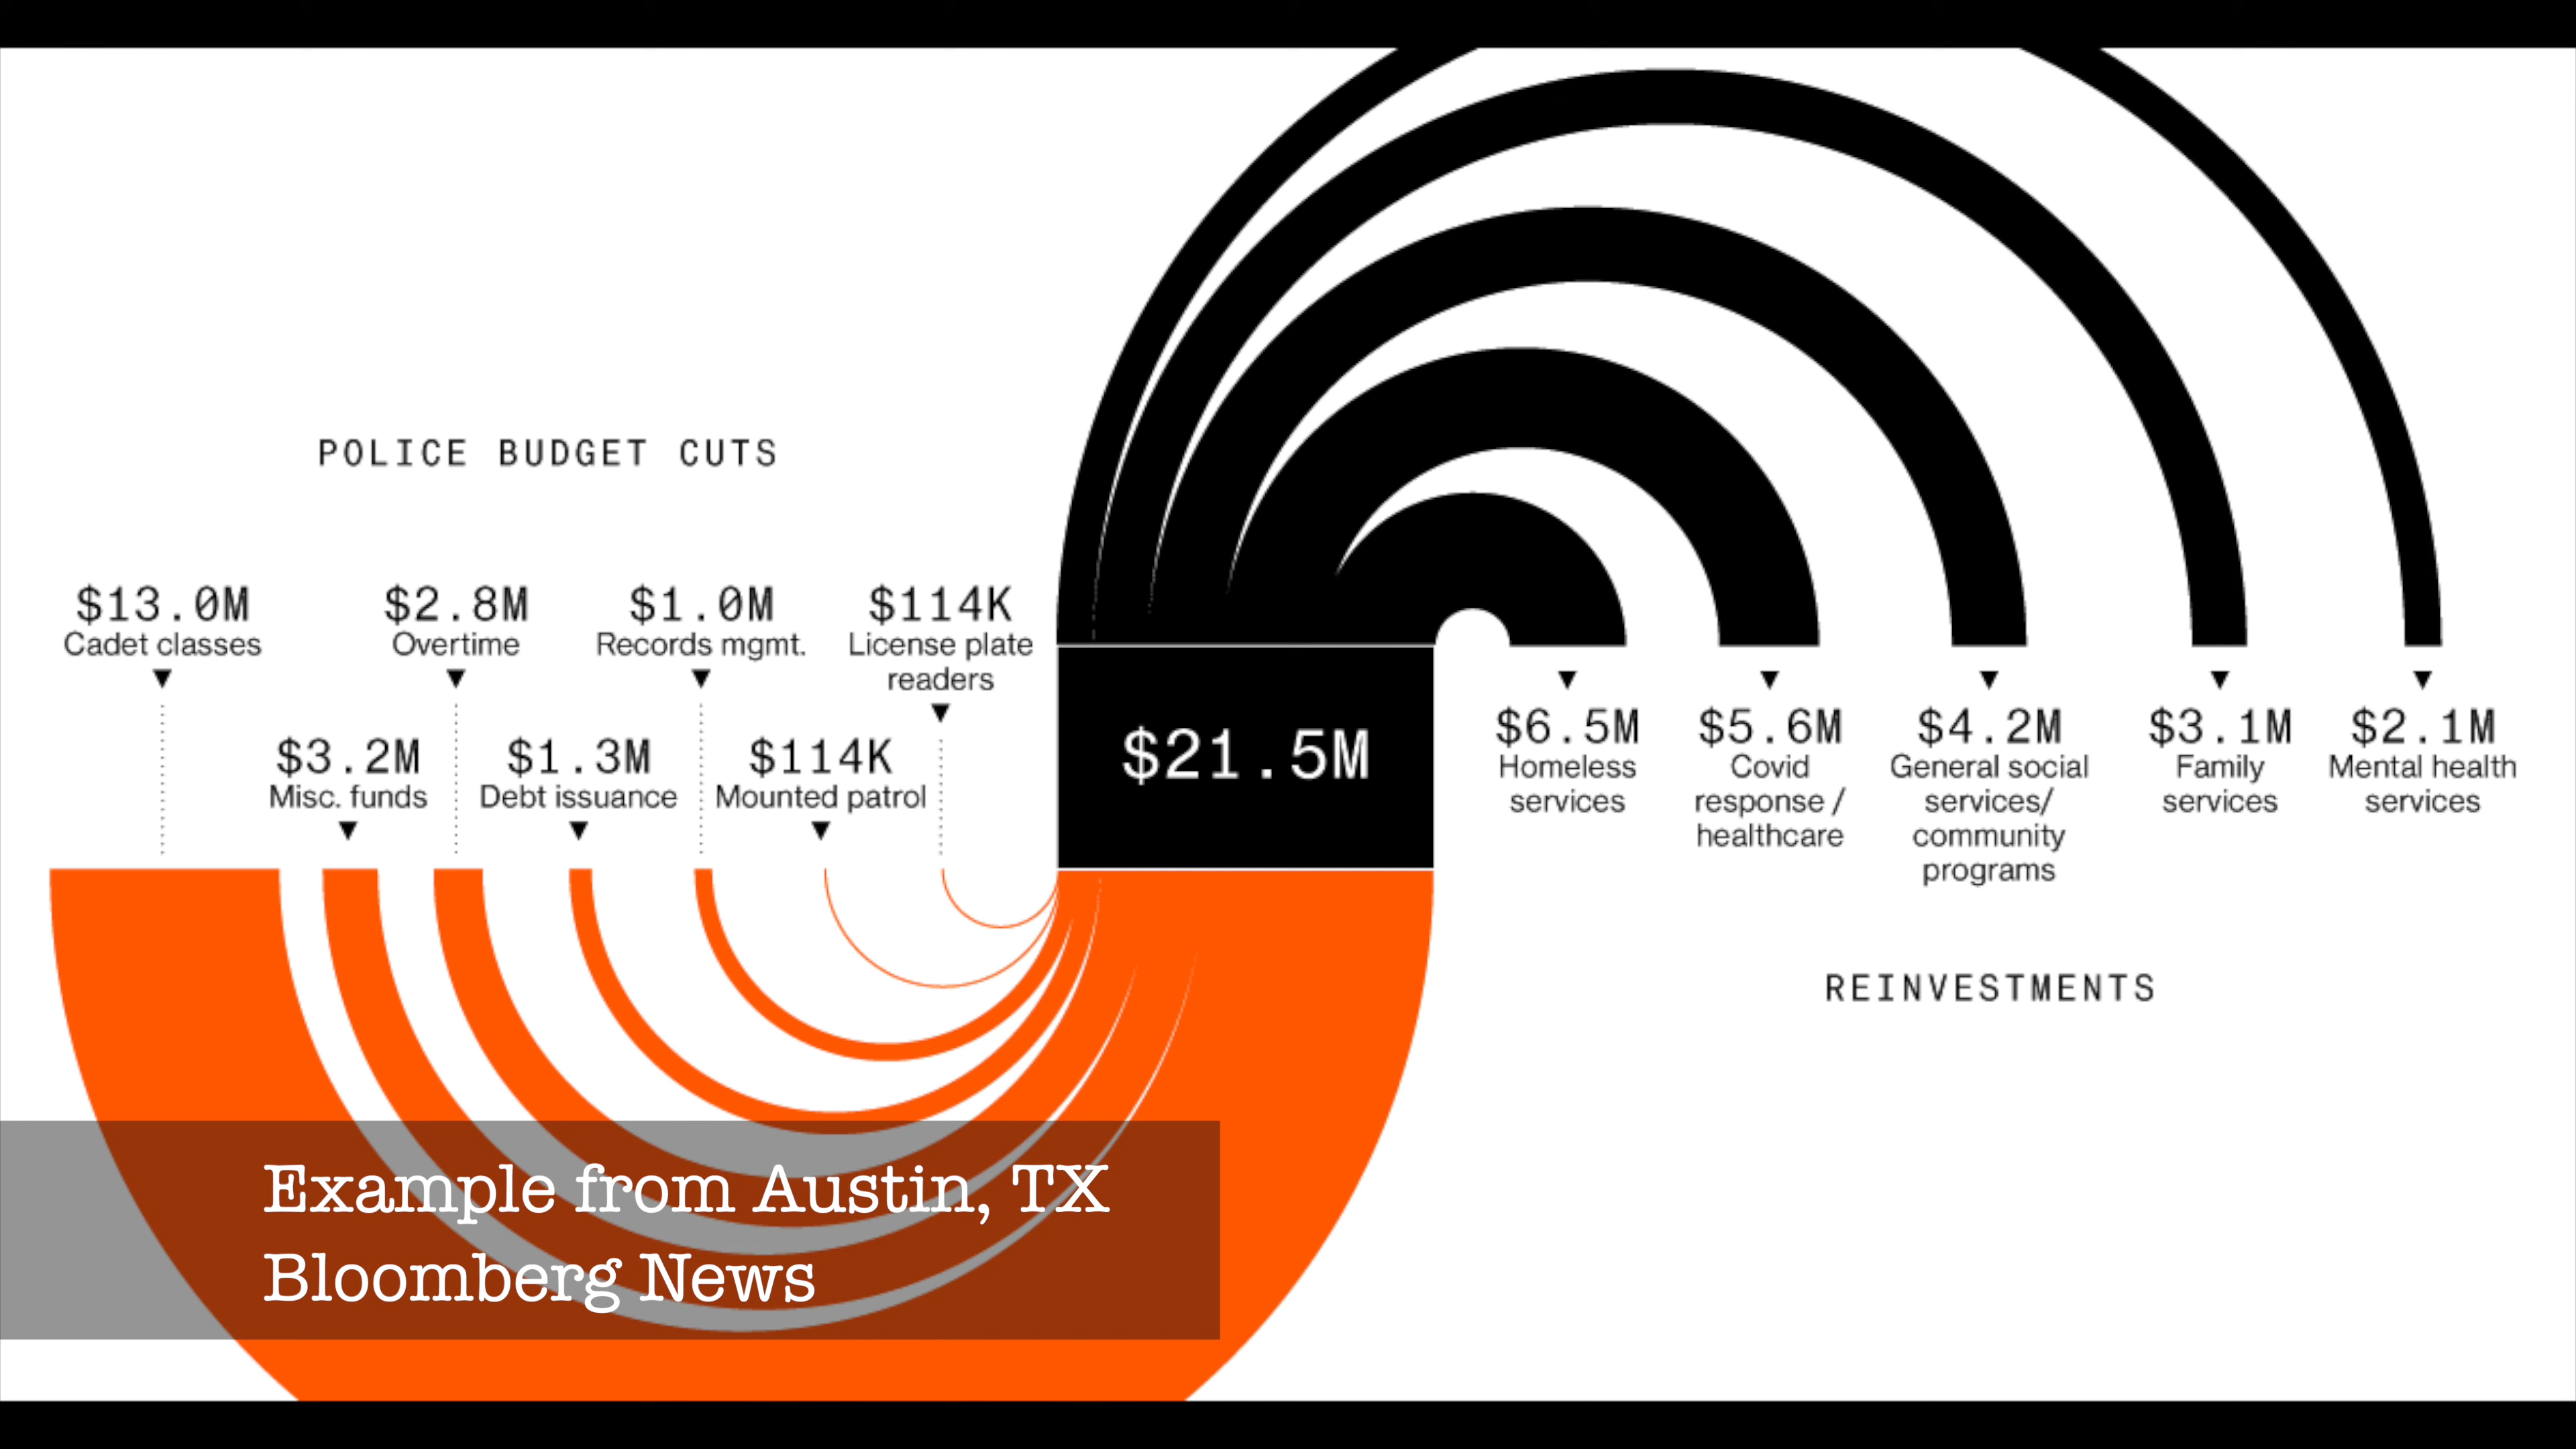 POLICE BUDGET CUTS
$13.0M
Cadet classes
$3.2M
Misc. funds
$2.8M
Overtime
$1.3M
Debt issuance
$1.0M
Records mgmt.
$114K
Mounted patrol
$114K
License plate
readers
$21.5M
$6.5M
Homeless
services
$5.6M
Covid
response /
healthcare
$4.2M
General social
services/
community
programs
$3.1M
Family
services
$2.1M
Mental health
services
REINVESTMENTS
Example from Austin, TX
Bloomberg News